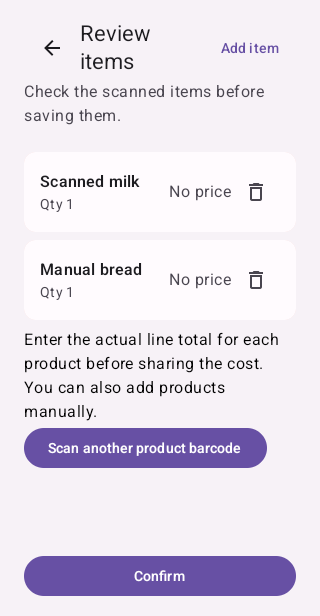 Review
items
Add item
Check the scanned items before
saving them.
Scanned milk
Qty 1
No price
Manual bread
Qty 1
No price
Enter the actual line total for each
product before sharing the cost.
You can also add products
manually.
Scan another product barcode
Confirm